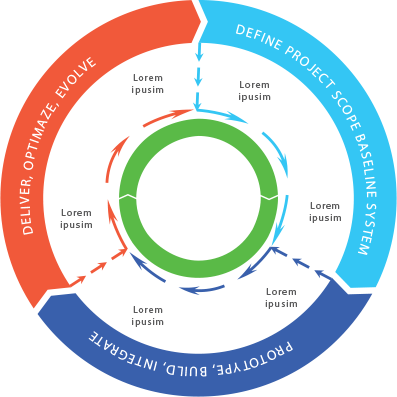 DEFINE PROJECT SCOPE BASELINE SYSTEM
PROTOTYPE, BUILD, INTEGRATE
DELIVER, OPTIMAZE, EVOLVE
Lorem
ipusim
Lorem
ipusim
Lorem
ipusim
Lorem
ipusim
Lorem
ipusim
Lorem
ipusim